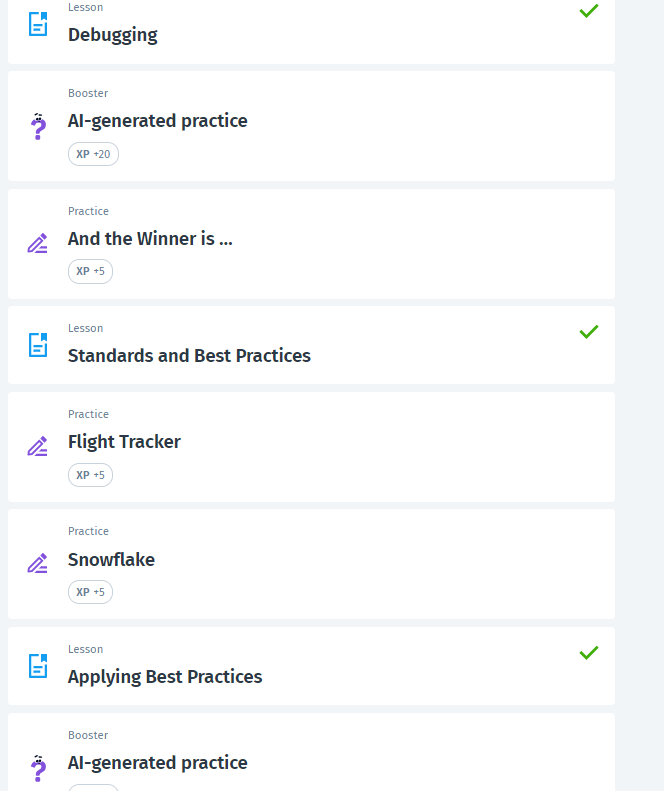 Lesson
Debugging
Booster
AI-generated practice
XP +20
Practice
And the Winner is ...
XP +5
Lesson
Standards and Best Practices
Practice
Flight Tracker
XP +5
Practice
Snowflake
XP +5
Lesson
Applying Best Practices
Booster
AI-generated practice